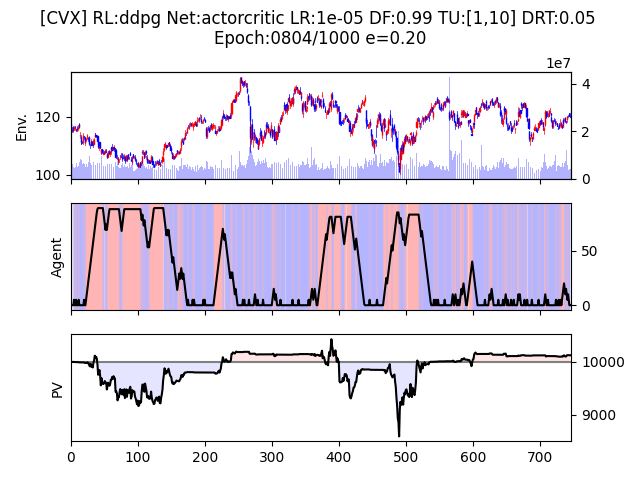 [CVX] RL:ddpg Net:actorcritic LR:1e-05 DF:0.99 TU:[1,10] DRT:0.05
Epoch:0804/1000 e=0.20
1e7
Env.
120
100
4
2
0
Agent
50
0
PV
10000
9000
0 100 200 300 400 500 600 700